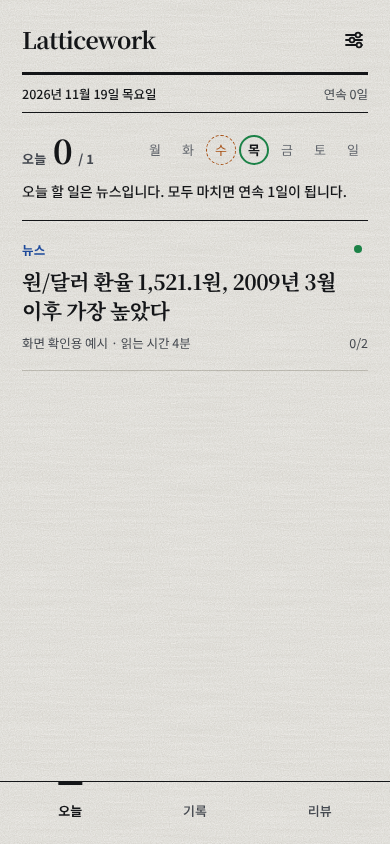 Latticework
2026년 11월 19일 목요일 연속 0일
오늘 0 / 1 월 화 수 목 금 토 일
오늘 할 일은 뉴스입니다. 모두 마치면 연속 1일이 됩니다.
뉴스
원/달러 환율 1,521.1원, 2009년 3월
이후 가장 높았다
화면 확인용 예시 · 읽는 시간 4분 0/2
오늘 기록 리뷰